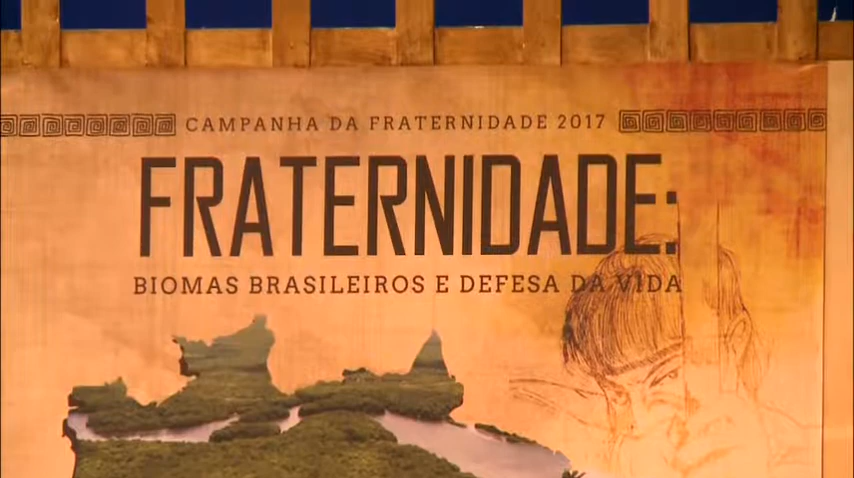 CAMPANHA DA FRATERNIDADE 2017
FRATERNIDADE:
BIOMAS BRASILEIROS E DEFESA DA VIDA